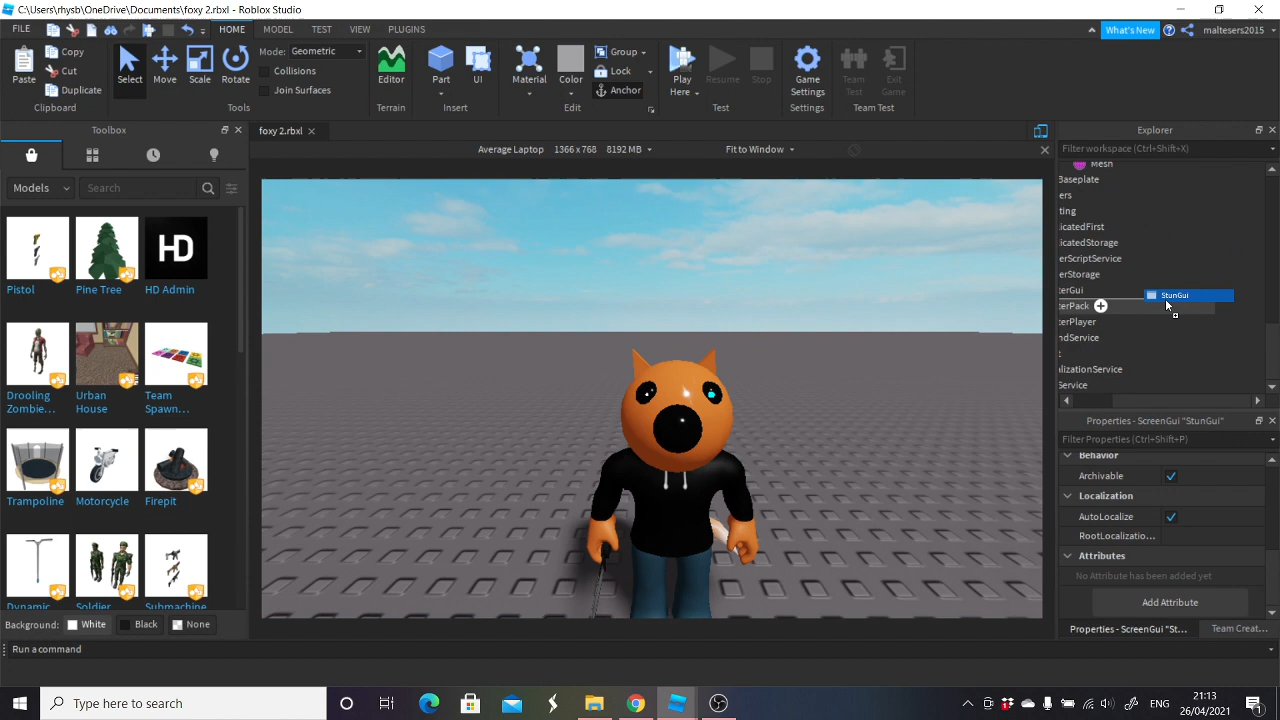 C:\Users\rhysb\OneDrive\Documents\foxy 2.rbxl - Roblox Studio
FILE HOME MODEL TEST VIEW PLUGINS What's New maltesers2015
Paste Copy Cut Duplicate Select Move Scale Rotate Mode: Geometric Collisions Join Surfaces Editor Part UI Material Color Group Lock Anchor Play Here Resume Stop Game Settings Team Test Exit Game
Clipboard Tools Terrain Insert Edit Test Settings Team Test
Toolbox foxy 2.rbxl Explorer
Average Laptop 1366 x 768 8192 MB Fit to Window
Filter workspace (Ctrl+Shift+X)
Models Search
Pistol Pine Tree HD Admin
HD
Drooling Zombie... Urban House Team Spawn...
Trampoline Motorcycle Firepit
Dynamic Soldier Submachine
Background: White Black None
Run a command
Mesh
Baseplate
ers
ting
licatedFirst
licatedStorage
erScriptService
erStorage
terGui
StunGui
terPack
terPlayer
ndService
t
alizationService
Service
Properties - ScreenGui "StunGui"
Filter Properties (Ctrl+Shift+P)
Behavior
Archivable
Localization
AutoLocalize
RootLocalizatio...
Attributes
No Attribute has been added yet
Add Attribute
Properties - ScreenGui "St... Team Creat...
Type here to search
21:13
26/04/2021